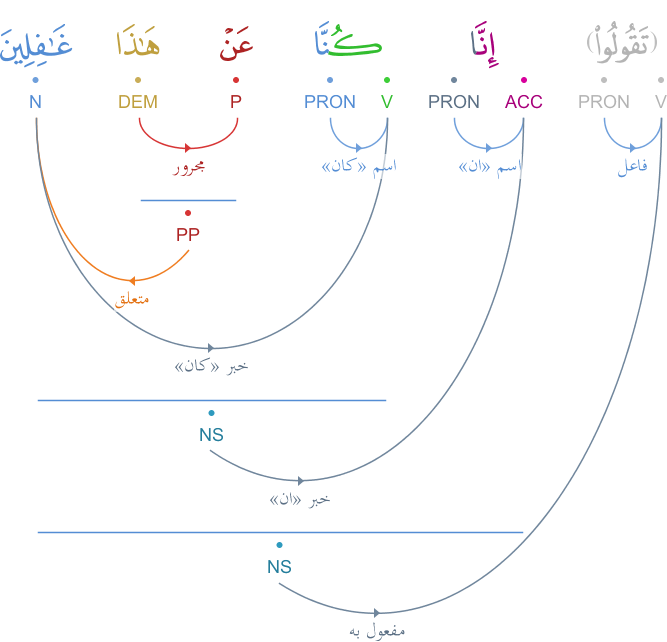 (تَقُولُوا۟) إِنَّا كُنَّا عَنْ هَـٰذَا غَـٰفِلِينَ
V PRON ACC PRON V P DEM N
فاعل اسم «ان» اسم «كان» مجرور
PP
متعلق
خبر «كان»
NS
خبر «ان»
NS
مفعول به